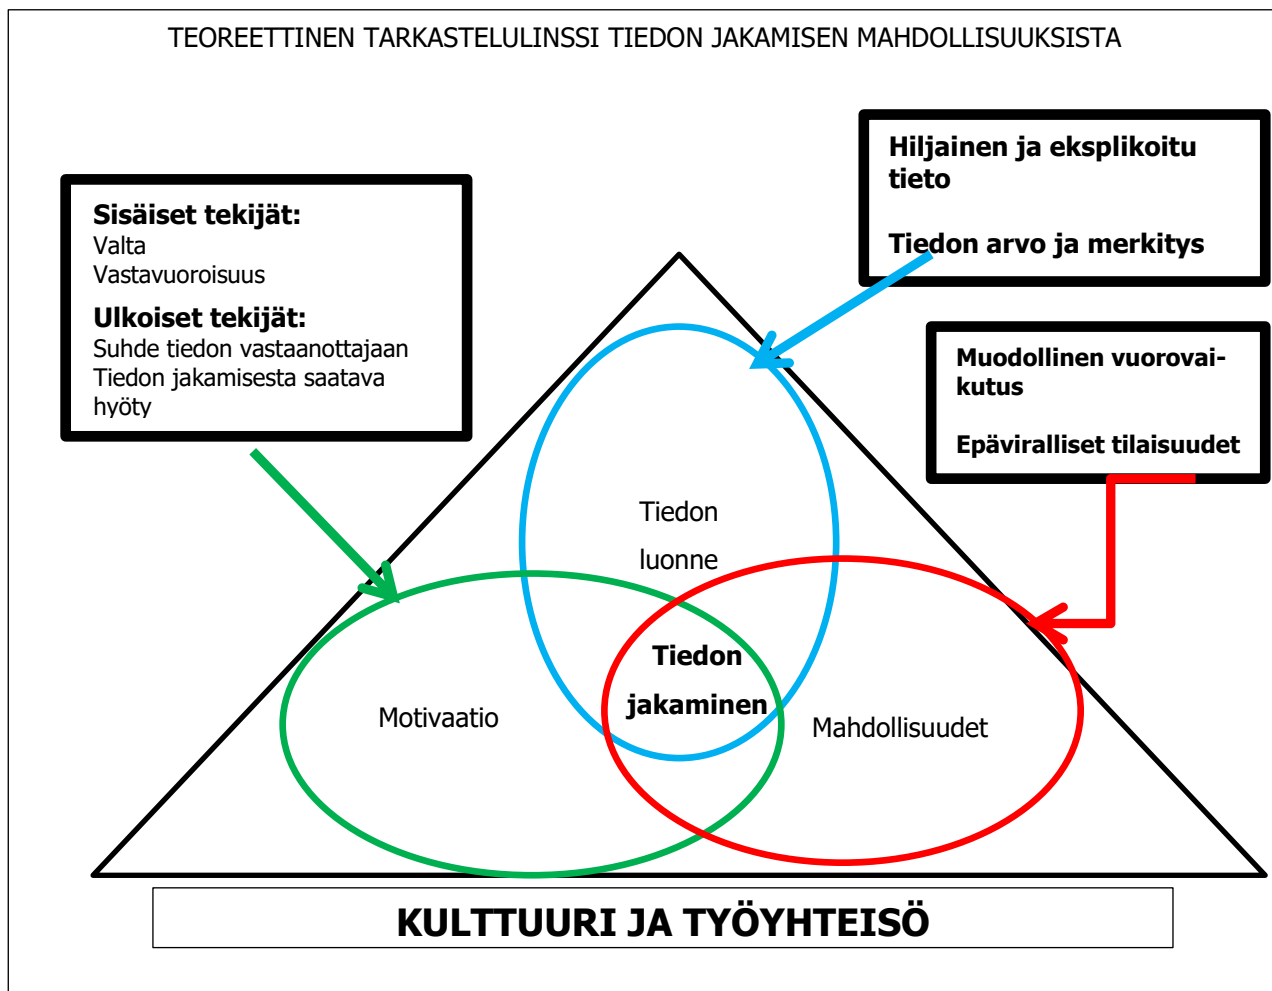 TEOREETTINEN TARKASTELULINSSI TIEDON JAKAMISEN MAHDOLLISUUKSISTA
Hiljainen ja eksplikoitu
tieto
Tiedon arvo ja merkitys
Sisäiset tekijät:
Valta
Vastavuoroisuus
Ulkoiset tekijät:
Suhde tiedon vastaanottajaan
Tiedon jakamisesta saatava
hyöty
Muodollinen vuorovai-
kutus
Epäviralliset tilaisuudet
Tiedon
luonne
Tiedon
jakaminen
Motivaatio
Mahdollisuudet
KULTTUURI JA TYÖYHTEISÖ